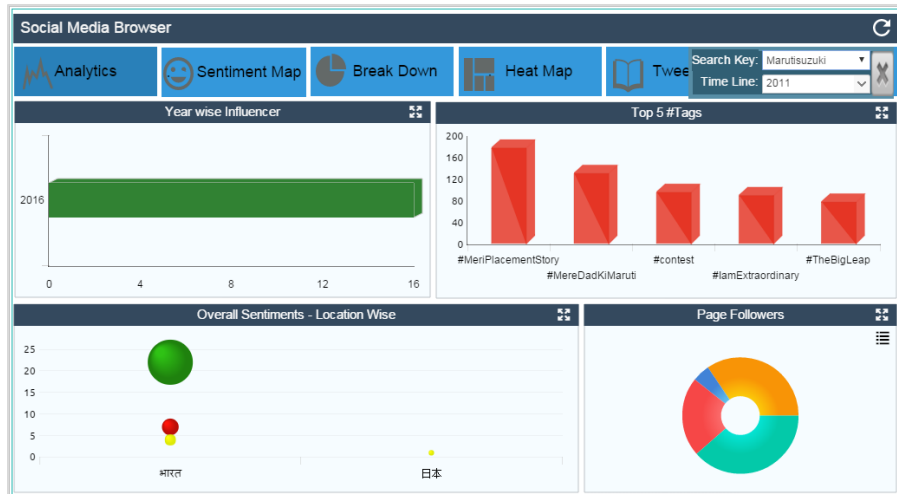 Social Media Browser
Analytics
Sentiment Map
Break Down
Heat Map
Twee
Search Key: Marutisuzuki
Time Line: 2011
Year wise Influencer
2016
0 4 8 12 16
Top 5 #Tags
200
160
120
80
40
0
#MeriPlacementStory #contest #TheBigLeap
#MereDadKiMaruti #IamExtraordinary
Overall Sentiments - Location Wise
25
20
15
10
5
0
भारत 日本
Page Followers